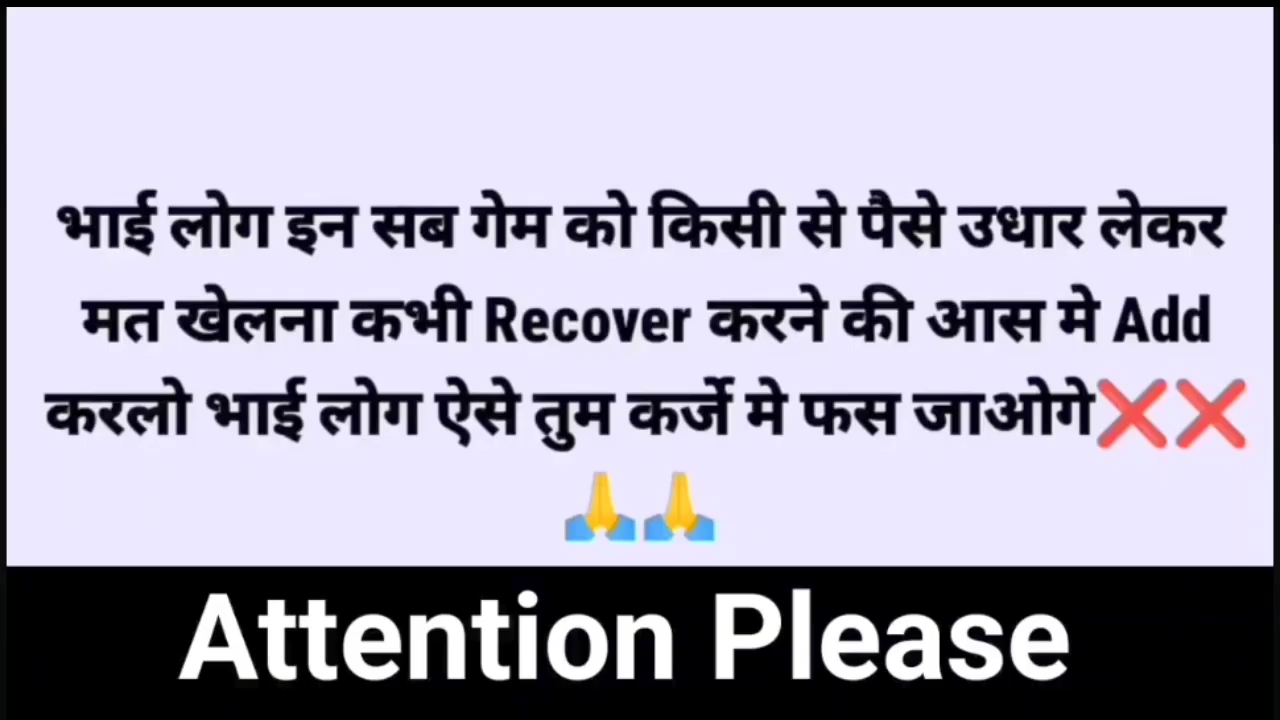 भाई लोग इन सब गेम को किसी से पैसे उधार लेकर
मत खेलना कभी Recover करने की आस मे Add
करलो भाई लोग ऐसे तुम कर्जे मे फस जाओगे❌❌
🙏🙏
Attention Please